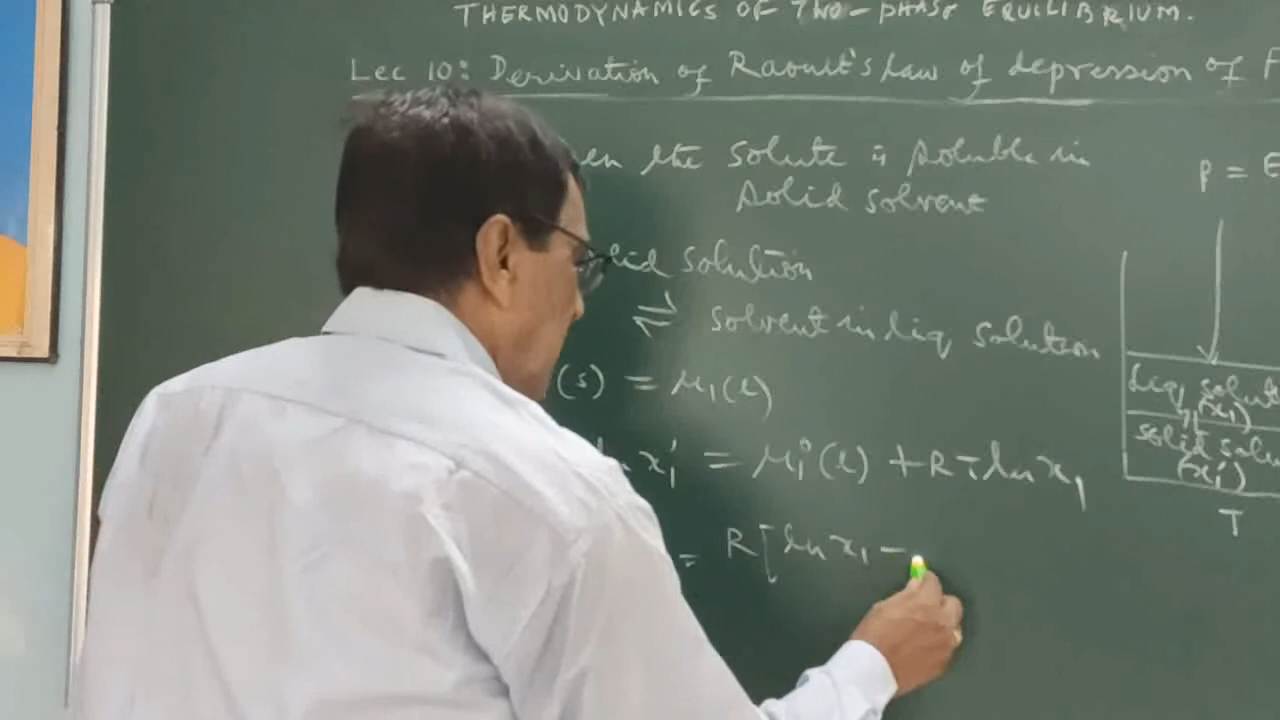 THERMODYNAMICS OF TWO-PHASE EQUILIBRIUM.
Lec 10: Derivation of Raoult's Law of depression of F
en the solute is soluble in
solid solvent
lid solution
⇌ solvent in liq solution
(s) = μ₁(l)
ln x₁' = μ₁°(l) + RT ln x₁
= R[ln x₁ –
P = E
Liq, solut
(x₁)
solid solu
(x₁')
T